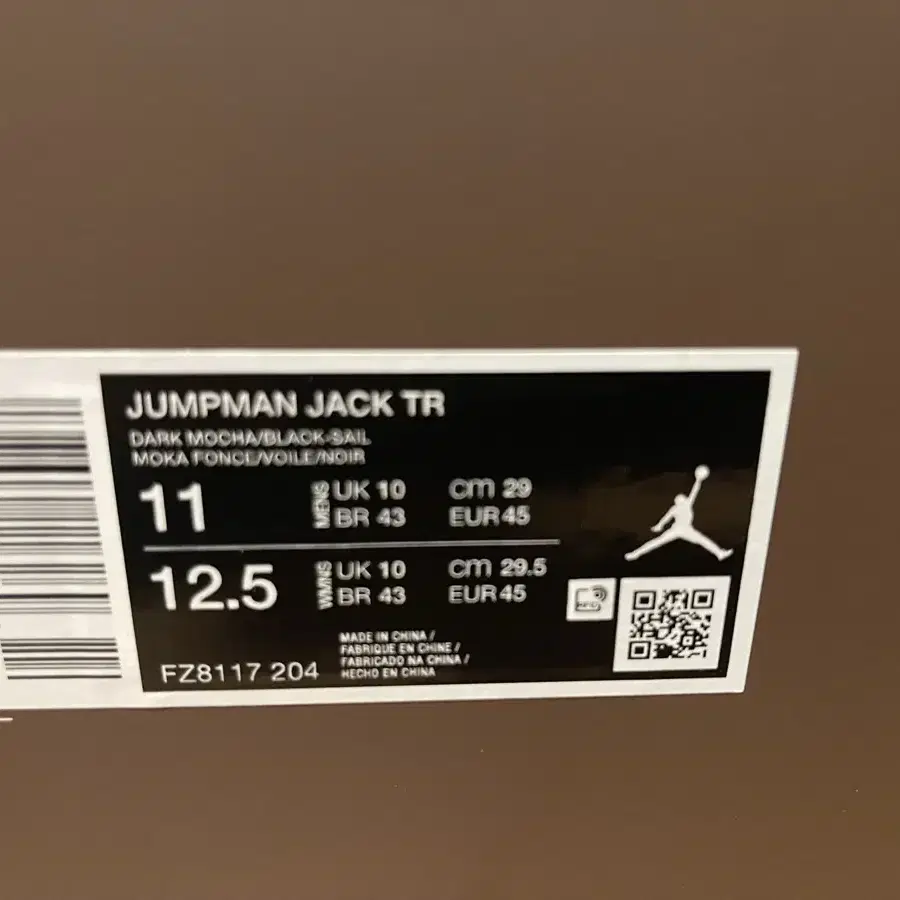 JUMPMAN JACK TR
DARK MOCHA/BLACK-SAIL
MOKA FONCE/VOILE/NOIR
11 MENS UK 10 cm 29
BR 43 EUR 45
12.5 WMNS UK 10 cm 29.5
BR 43 EUR 45
MADE IN CHINA /
FABRIQUE EN CHINE /
FABRICADO NA CHINA /
HECHO EN CHINA
FZ8117 204